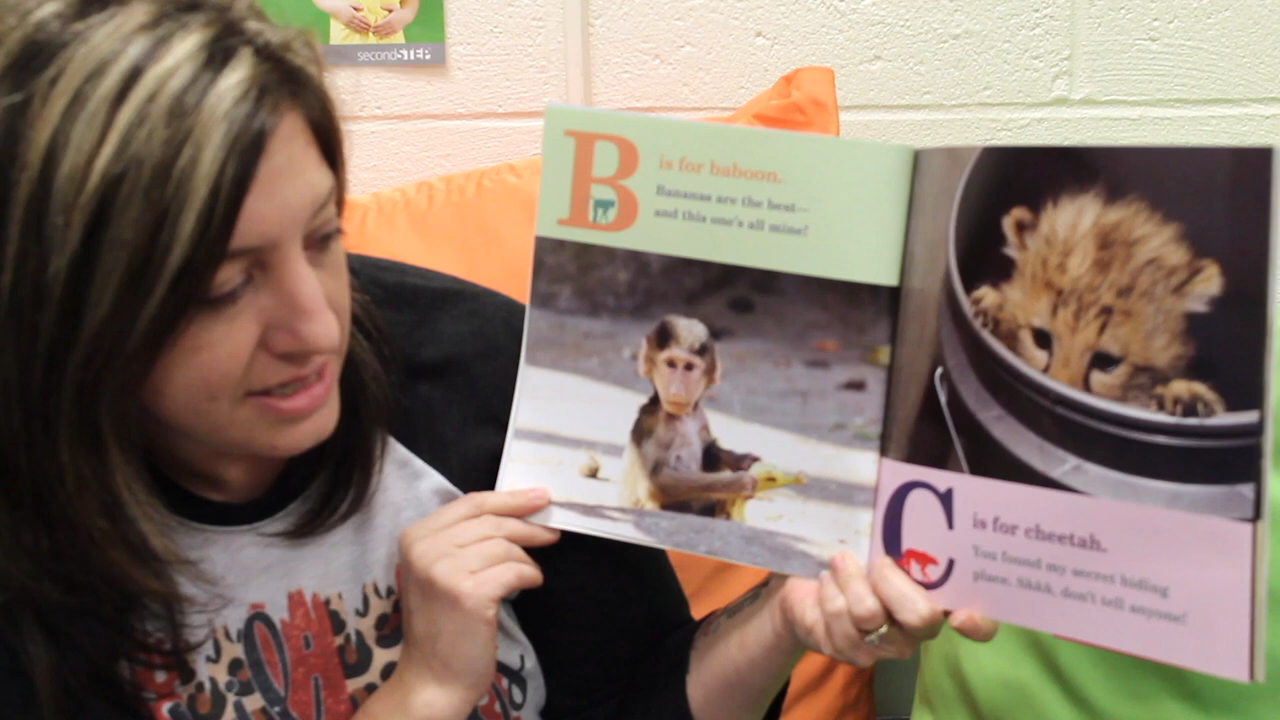 secondSTEP
B
is for baboon.
Bananas are the best—
and this one's all mine!
C
is for cheetah.
You found my secret hiding
place. Shhh, don't tell anyone!